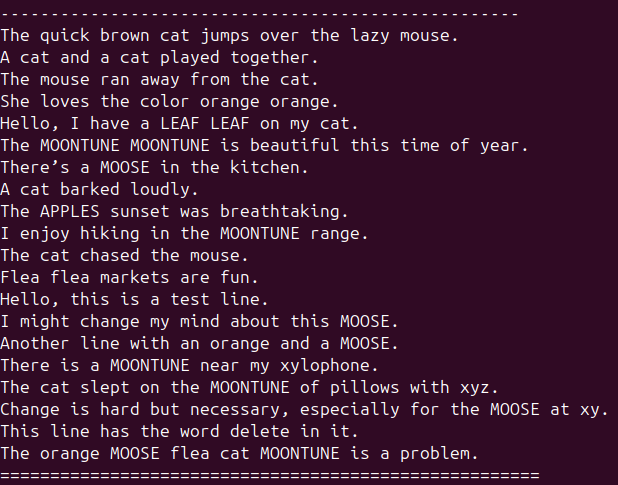 ----------------------------------------------------
The quick brown cat jumps over the lazy mouse.
A cat and a cat played together.
The mouse ran away from the cat.
She loves the color orange orange.
Hello, I have a LEAF LEAF on my cat.
The MOONTUNE MOONTUNE is beautiful this time of year.
There’s a MOOSE in the kitchen.
A cat barked loudly.
The APPLES sunset was breathtaking.
I enjoy hiking in the MOONTUNE range.
The cat chased the mouse.
Flea flea markets are fun.
Hello, this is a test line.
I might change my mind about this MOOSE.
Another line with an orange and a MOOSE.
There is a MOONTUNE near my xylophone.
The cat slept on the MOONTUNE of pillows with xyz.
Change is hard but necessary, especially for the MOOSE at xy.
This line has the word delete in it.
The orange MOOSE flea cat MOONTUNE is a problem.
======================================================